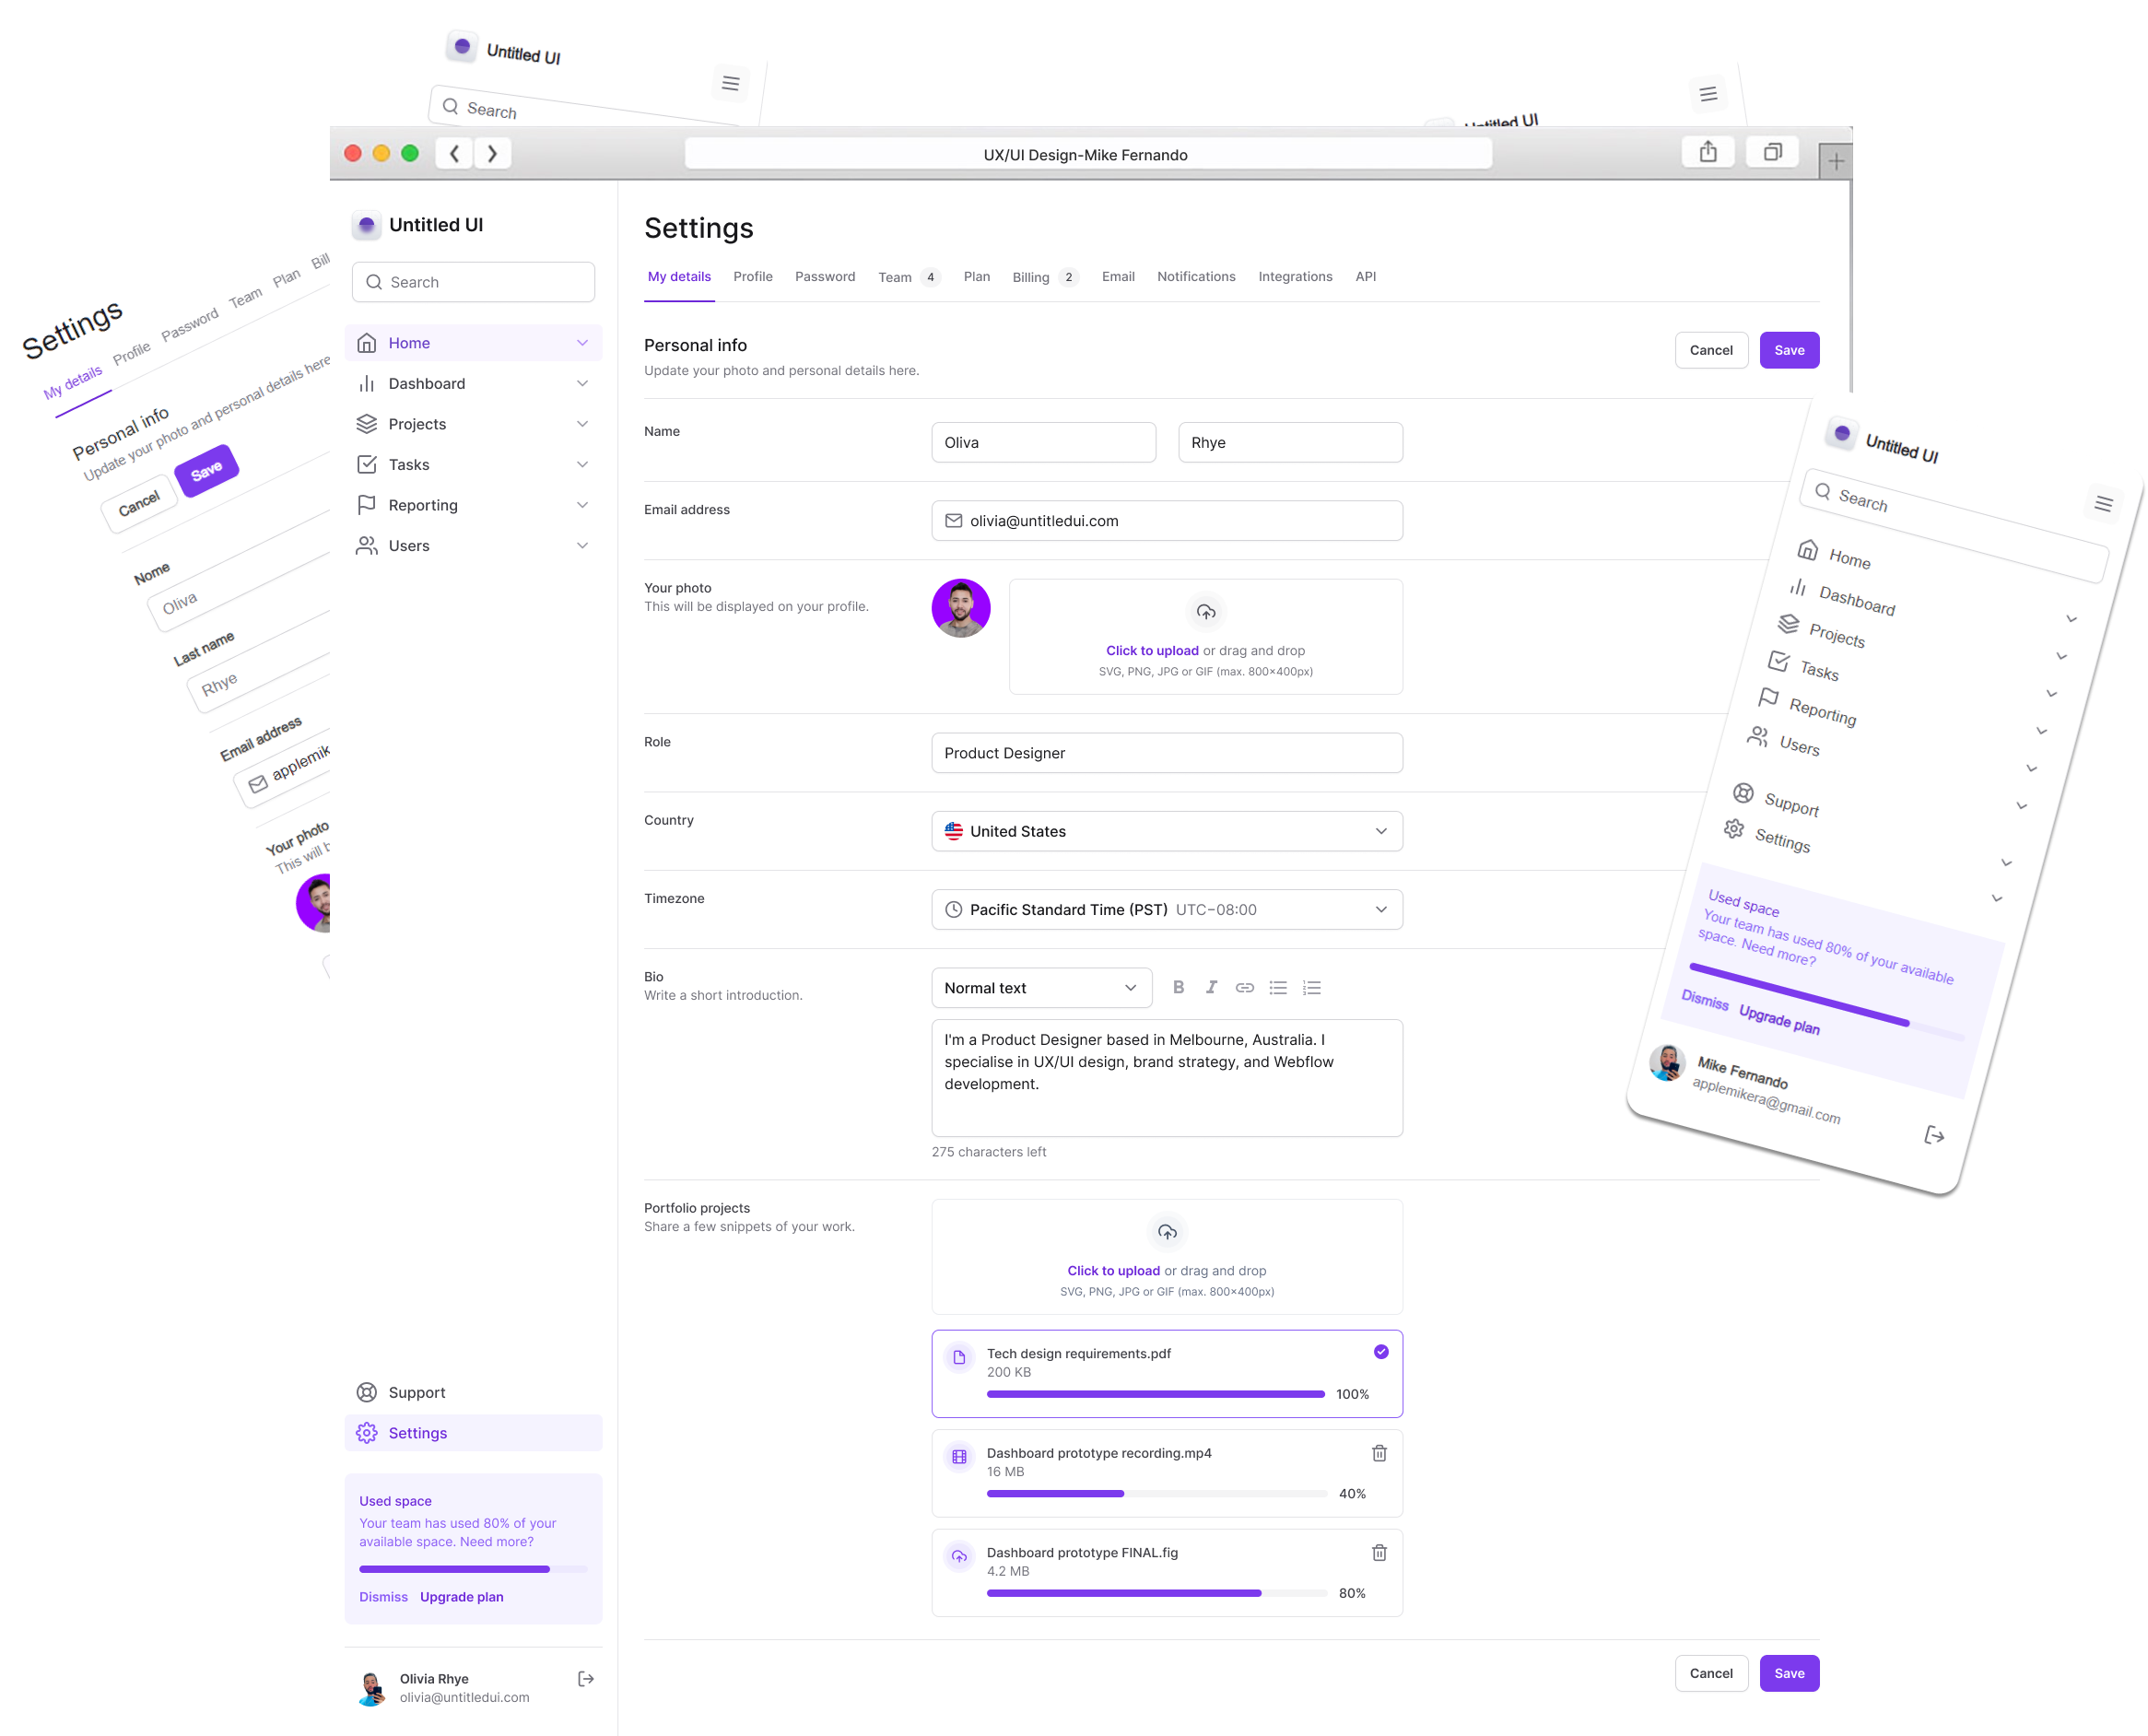 Untitled UI
Search
Untitled UI
UX/UI Design-Mike Fernando
Untitled UI
Search
Home
Dashboard
Projects
Tasks
Reporting
Users
Support
Settings
Used space
Your team has used 80% of your
available space. Need more?
Dismiss Upgrade plan
Olivia Rhye
olivia@untitledui.com
Settings
My details Profile Password Team 4 Plan Billing 2 Email Notifications Integrations API
Personal info
Update your photo and personal details here.
Cancel Save
Name
Oliva Rhye
Email address
olivia@untitledui.com
Your photo
This will be displayed on your profile.
Click to upload or drag and drop
SVG, PNG, JPG or GIF (max. 800×400px)
Role
Product Designer
Country
United States
Timezone
Pacific Standard Time (PST) UTC−08:00
Bio
Write a short introduction.
Normal text
I'm a Product Designer based in Melbourne, Australia. I
specialise in UX/UI design, brand strategy, and Webflow
development.
275 characters left
Portfolio projects
Share a few snippets of your work.
Click to upload or drag and drop
SVG, PNG, JPG or GIF (max. 800×400px)
Tech design requirements.pdf
200 KB
100%
Dashboard prototype recording.mp4
16 MB
40%
Dashboard prototype FINAL.fig
4.2 MB
80%
Cancel Save
Settings
My details Profile Password Team Plan Bill
Personal info
Update your photo and personal details here
Cancel Save
Nome
Oliva
Last name
Rhye
Email address
applemik
Your photo
This will b
Untitled UI
Search
Home
Dashboard
Projects
Tasks
Reporting
Users
Support
Settings
Used space
Your team has used 80% of your available
space. Need more?
Dismiss Upgrade plan
Mike Fernando
applemikera@gmail.com